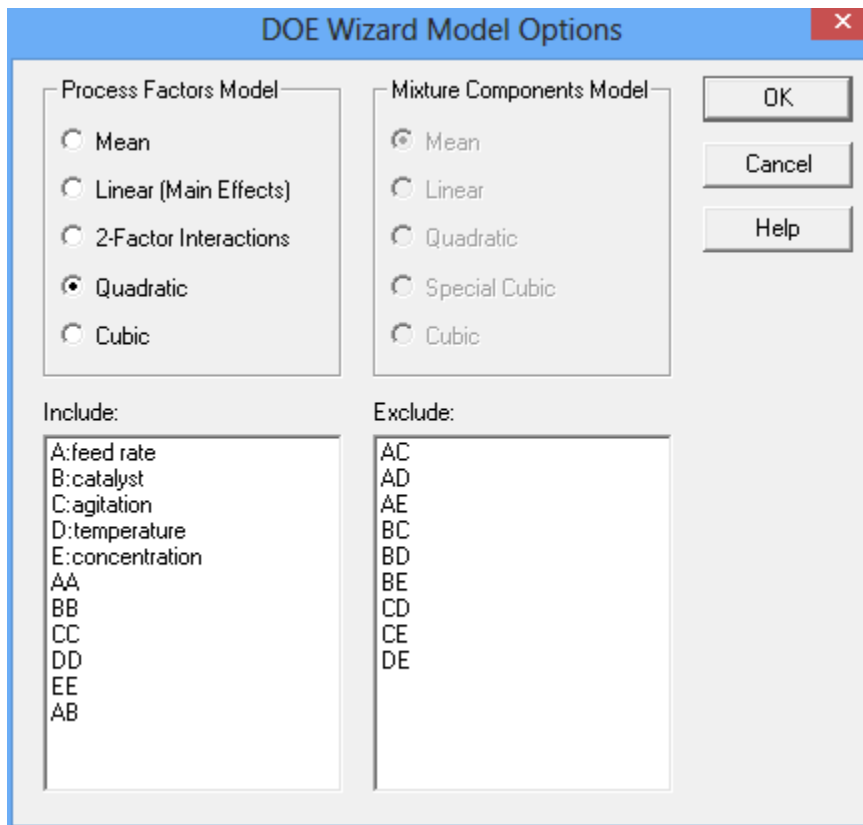 DOE Wizard Model Options
Process Factors Model
Mean
Linear (Main Effects)
2-Factor Interactions
Quadratic
Cubic
Mixture Components Model
Mean
Linear
Quadratic
Special Cubic
Cubic
OK
Cancel
Help
Include:
A:feed rate
B:catalyst
C:agitation
D:temperature
E:concentration
AA
BB
CC
DD
EE
AB
Exclude:
AC
AD
AE
BC
BD
BE
CD
CE
DE